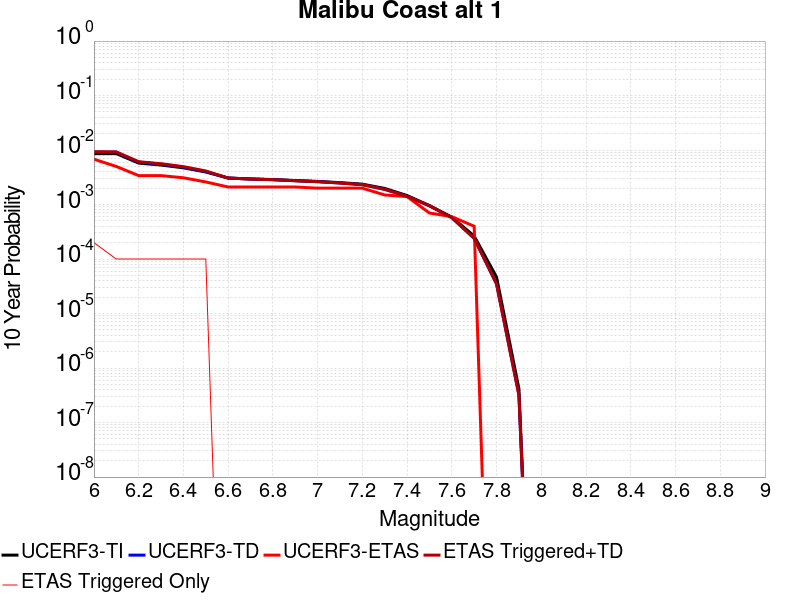 Malibu Coast alt 1
10 Year Probability
10^0
10^-1
10^-2
10^-3
10^-4
10^-5
10^-6
10^-7
10^-8
6 6.2 6.4 6.6 6.8 7 7.2 7.4 7.6 7.8 8 8.2 8.4 8.6 8.8 9
Magnitude
UCERF3-TI UCERF3-TD UCERF3-ETAS ETAS Triggered+TD
ETAS Triggered Only